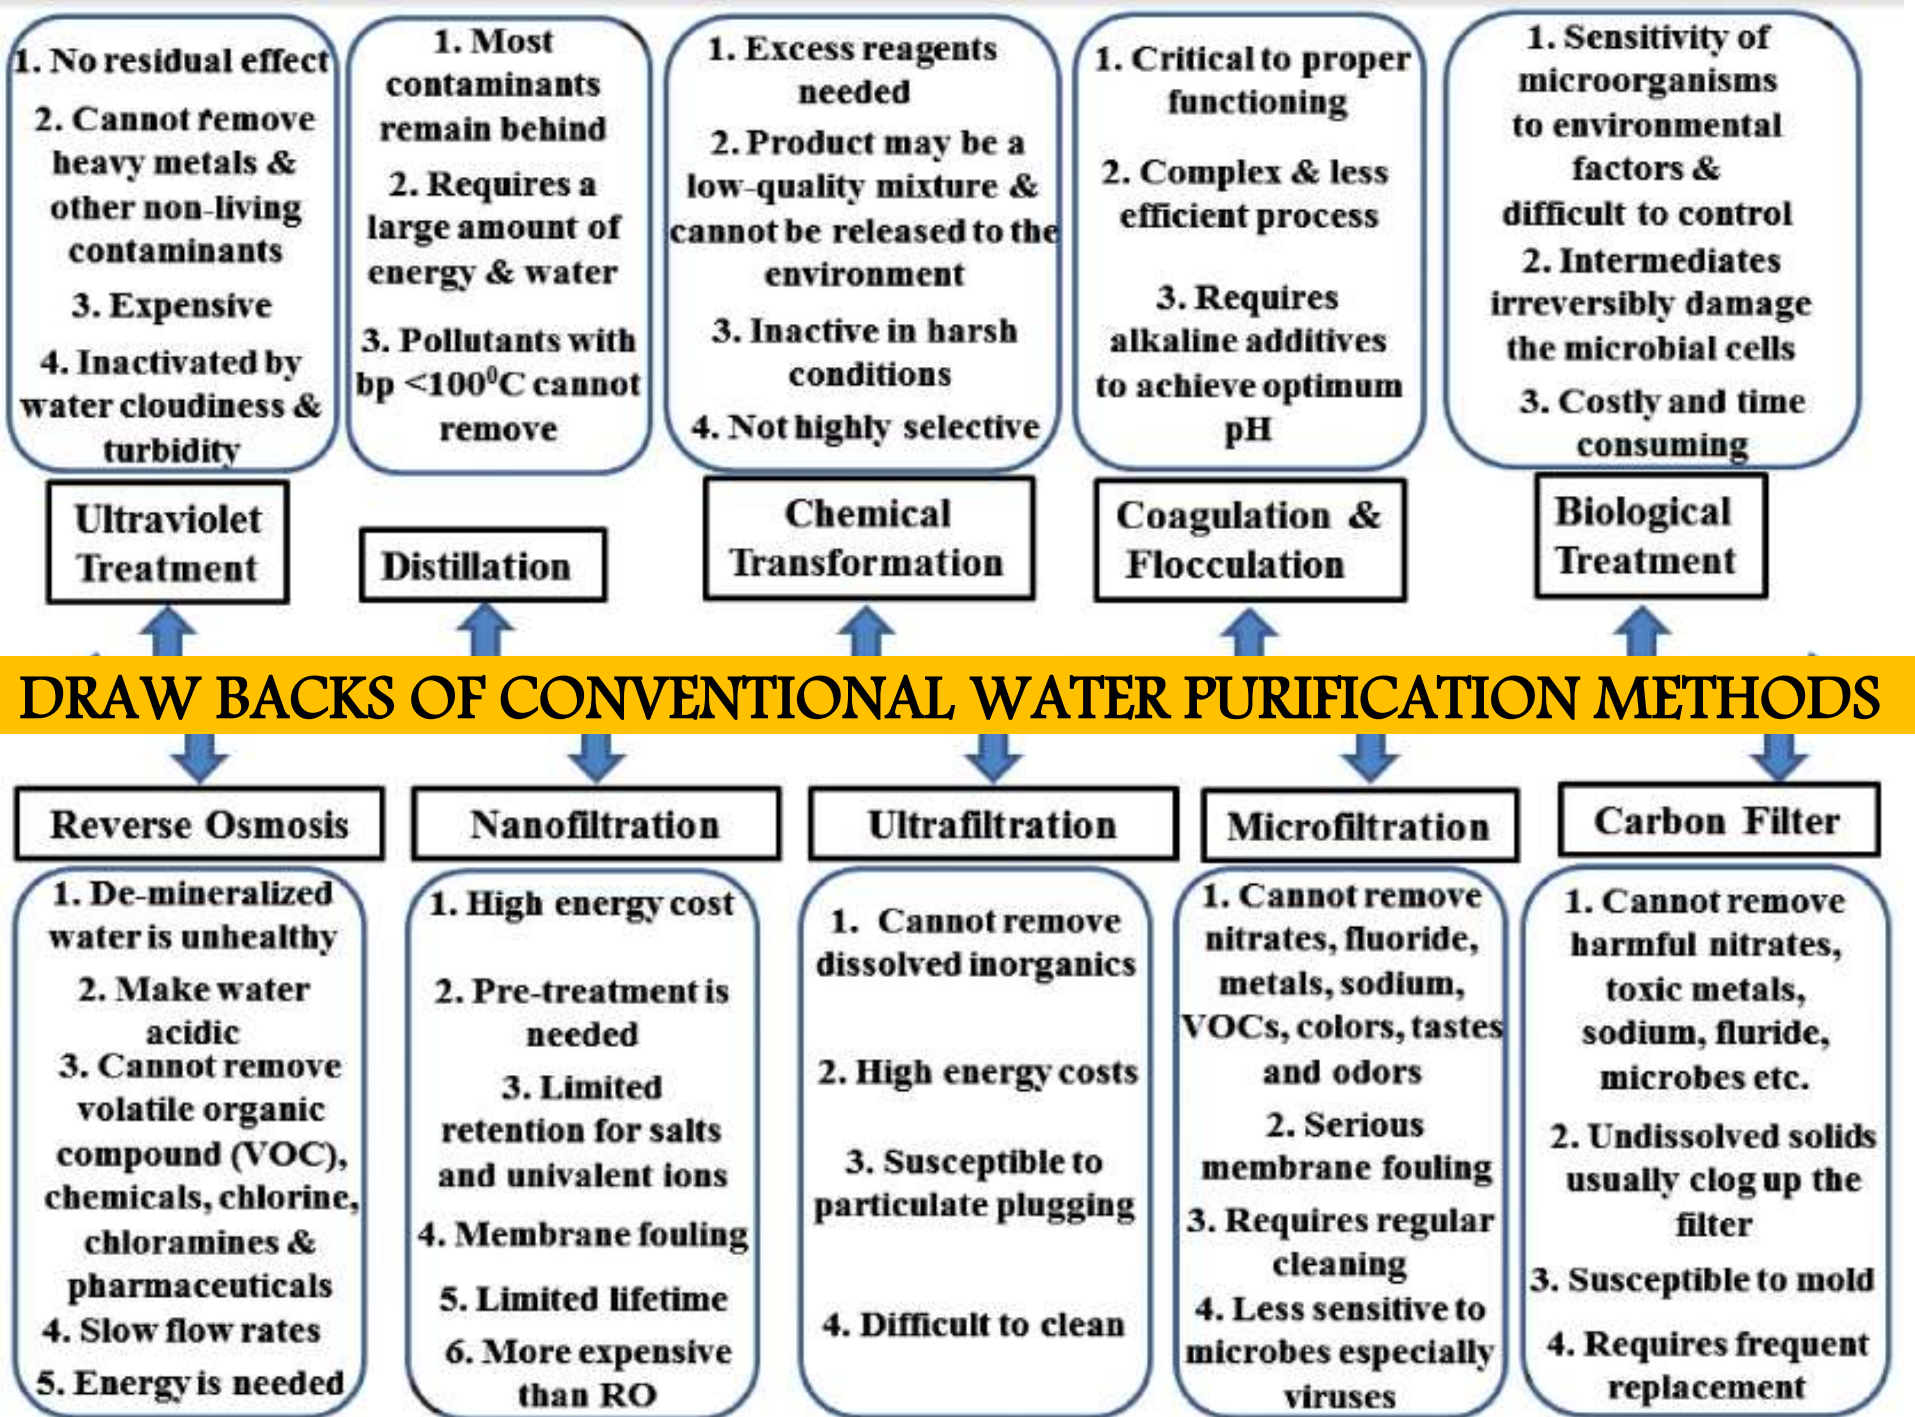 1. No residual effect
2. Cannot remove
heavy metals &
other non-living
contaminants
3. Expensive
4. Inactivated by
water cloudiness &
turbidity
Ultraviolet
Treatment
1. Most
contaminants
remain behind
2. Requires a
large amount of
energy & water
3. Pollutants with
bp <100⁰C cannot
remove
Distillation
1. Excess reagents
needed
2. Product may be a
low-quality mixture &
cannot be released to the
environment
3. Inactive in harsh
conditions
4. Not highly selective
Chemical
Transformation
1. Critical to proper
functioning
2. Complex & less
efficient process
3. Requires
alkaline additives
to achieve optimum
pH
Coagulation &
Flocculation
1. Sensitivity of
microorganisms
to environmental
factors &
difficult to control
2. Intermediates
irreversibly damage
the microbial cells
3. Costly and time
consuming
Biological
Treatment
DRAW BACKS OF CONVENTIONAL WATER PURIFICATION METHODS
Reverse Osmosis
1. De-mineralized
water is unhealthy
2. Make water
acidic
3. Cannot remove
volatile organic
compound (VOC),
chemicals, chlorine,
chloramines &
pharmaceuticals
4. Slow flow rates
5. Energy is needed
Nanofiltration
1. High energy cost
2. Pre-treatment is
needed
3. Limited
retention for salts
and univalent ions
4. Membrane fouling
5. Limited lifetime
6. More expensive
than RO
Ultrafiltration
1. Cannot remove
dissolved inorganics
2. High energy costs
3. Susceptible to
particulate plugging
4. Difficult to clean
Microfiltration
1. Cannot remove
nitrates, fluoride,
metals, sodium,
VOCs, colors, tastes
and odors
2. Serious
membrane fouling
3. Requires regular
cleaning
4. Less sensitive to
microbes especially
viruses
Carbon Filter
1. Cannot remove
harmful nitrates,
toxic metals,
sodium, fluride,
microbes etc.
2. Undissolved solids
usually clog up the
filter
3. Susceptible to mold
4. Requires frequent
replacement